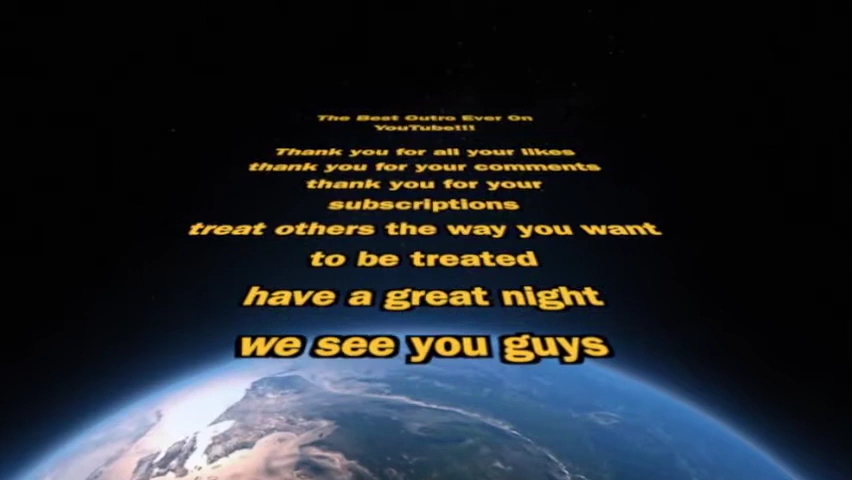 The Best Outro Ever On
YouTube!!!
Thank you for all your likes
thank you for your comments
thank you for your
subscriptions
treat others the way you want
to be treated
have a great night
we see you guys